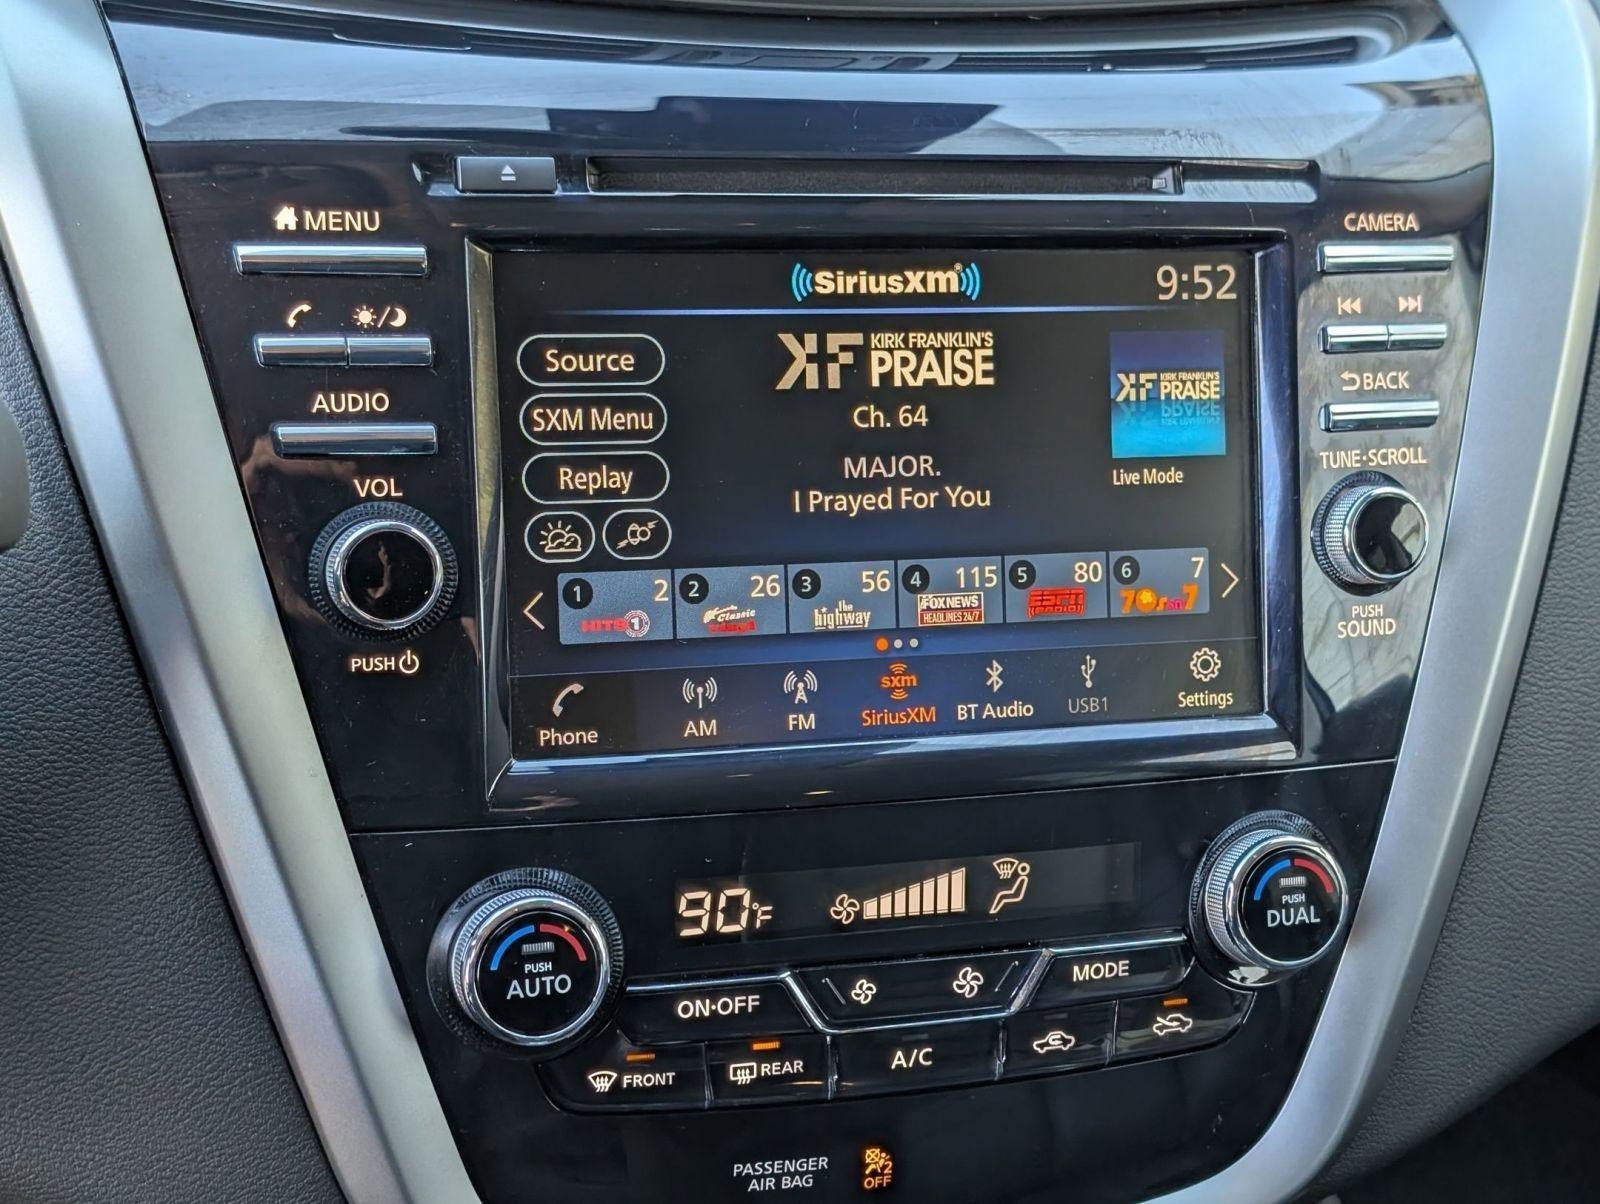 MENU
CAMERA
SiriusXm®
9:52
Source
KF KIRK FRANKLIN'S
PRAISE
KF KIRK FRANKLIN'S
PRAISE
BACK
AUDIO
SXM Menu
Ch. 64
MAJOR.
TUNE·SCROLL
Replay
Live Mode
VOL
I Prayed For You
1 2
HITS 1
2 26
Classic
3 56
the
highway
4 115
FOX NEWS
HEADLINES 24/7
5 80
ESPN
RADIO
6 7
70s on 7
PUSH
SOUND
PUSH
Phone
AM
FM
sxm
SiriusXM
BT Audio
USB1
Settings
90°F
PUSH
AUTO
PUSH
DUAL
ON·OFF
MODE
FRONT
REAR
A/C
PASSENGER
AIR BAG
2
OFF